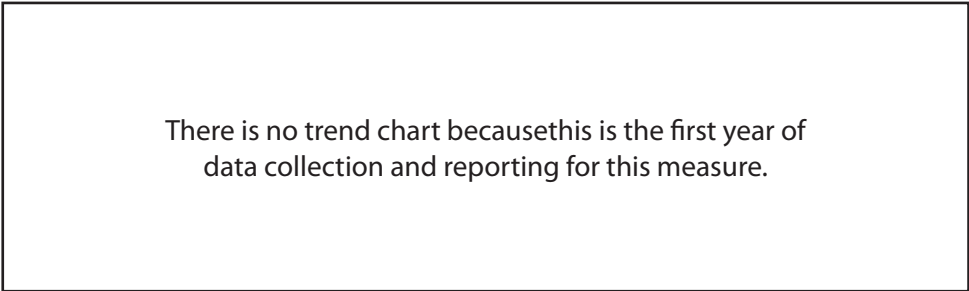 There is no trend chart becausethis is the first year of
data collection and reporting for this measure.